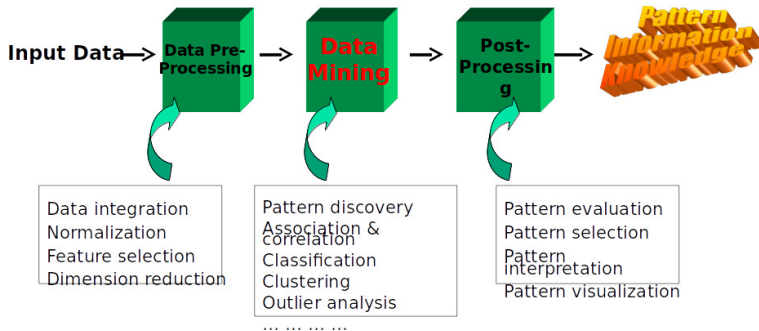 Input Data
Data Pre-
Processing
Data
Mining
Post-
Processin
g
Pattern
Information
Knowledge
Data integration
Normalization
Feature selection
Dimension reduction
Pattern discovery
Association &
correlation
Classification
Clustering
Outlier analysis
… … … …
Pattern evaluation
Pattern selection
Pattern
interpretation
Pattern visualization